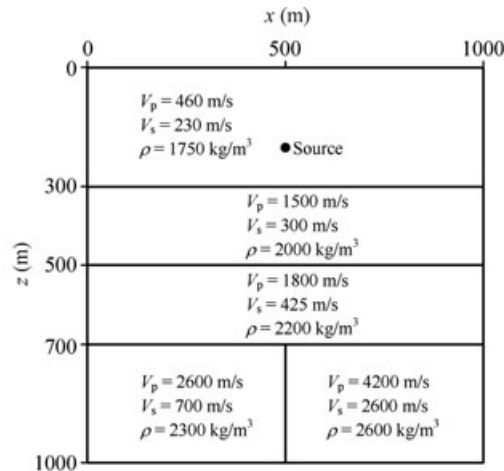 x (m)
0 500 1000
0
Vp = 460 m/s
Vs = 230 m/s
ρ = 1750 kg/m³
Source
300
Vp = 1500 m/s
Vs = 300 m/s
ρ = 2000 kg/m³
z (m)
500
Vp = 1800 m/s
Vs = 425 m/s
ρ = 2200 kg/m³
700
Vp = 2600 m/s
Vs = 700 m/s
ρ = 2300 kg/m³
Vp = 4200 m/s
Vs = 2600 m/s
ρ = 2600 kg/m³
1000